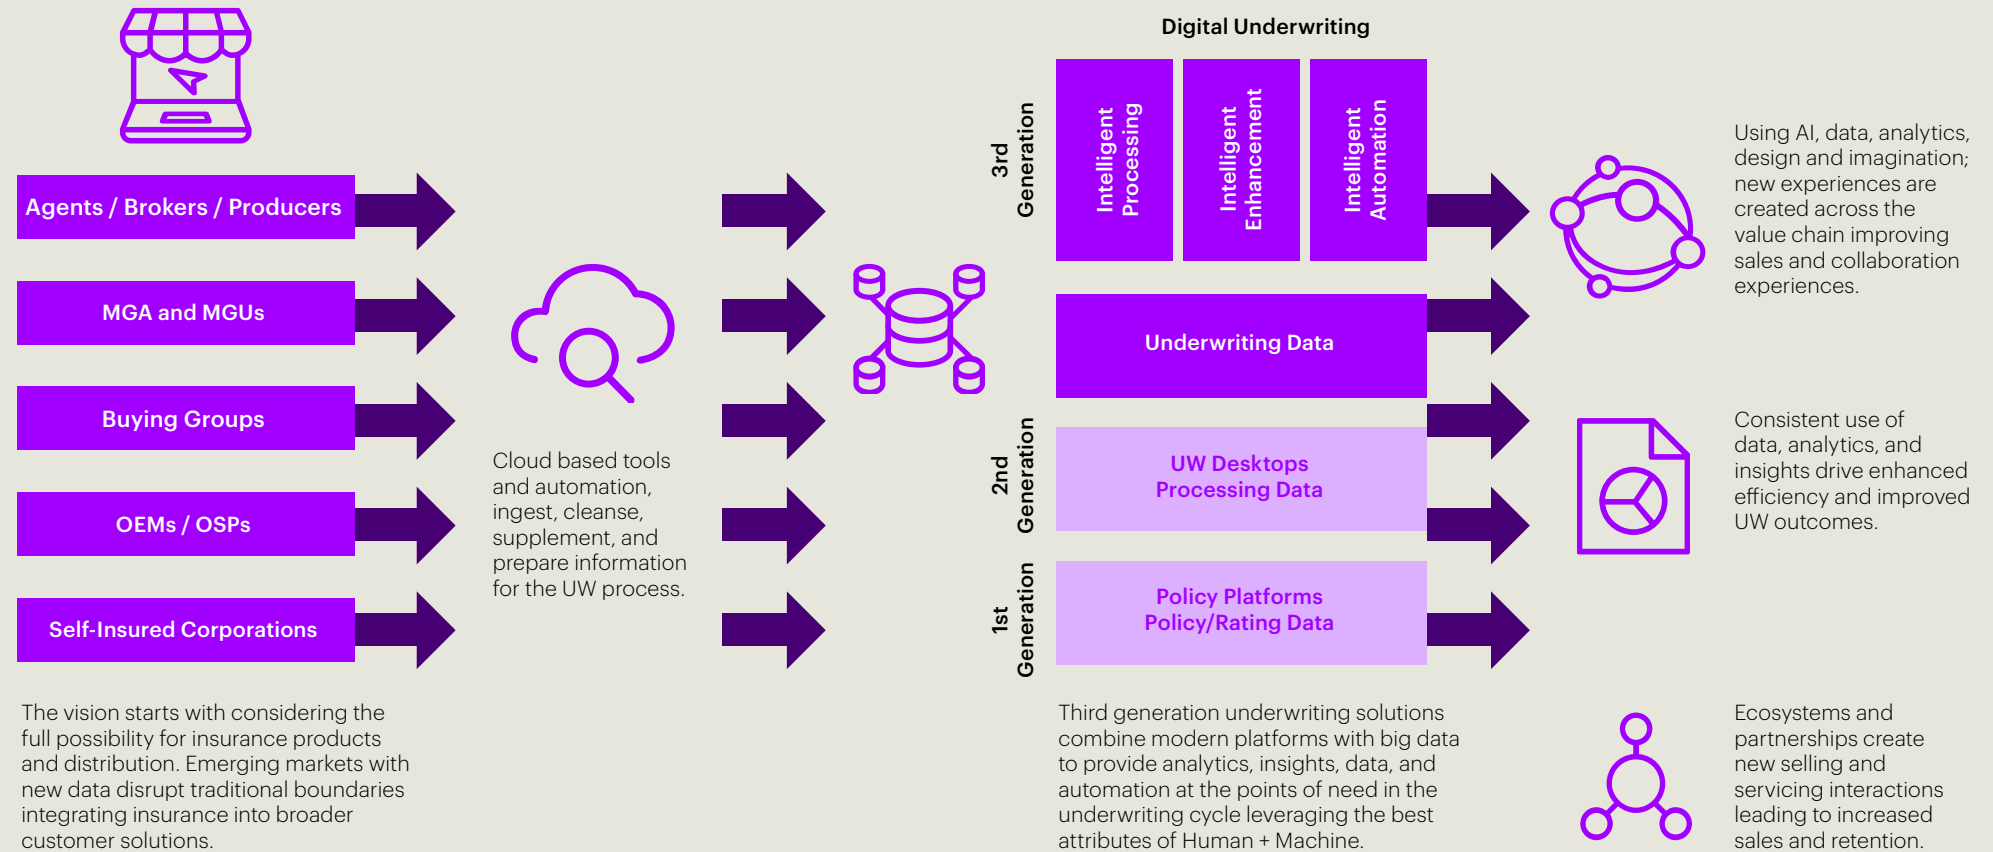 Agents / Brokers / Producers
MGA and MGUs
Buying Groups
OEMs / OSPs
Self-Insured Corporations
The vision starts with considering the
full possibility for insurance products
and distribution. Emerging markets with
new data disrupt traditional boundaries
integrating insurance into broader
customer solutions.
Cloud based tools
and automation,
ingest, cleanse,
supplement, and
prepare information
for the UW process.
Digital Underwriting
3rd
Generation
Intelligent
Processing
Intelligent
Enhancement
Intelligent
Automation
Underwriting Data
2nd
Generation
UW Desktops
Processing Data
1st
Generation
Policy Platforms
Policy/Rating Data
Third generation underwriting solutions
combine modern platforms with big data
to provide analytics, insights, data, and
automation at the points of need in the
underwriting cycle leveraging the best
attributes of Human + Machine.
Using AI, data, analytics,
design and imagination;
new experiences are
created across the
value chain improving
sales and collaboration
experiences.
Consistent use of
data, analytics, and
insights drive enhanced
efficiency and improved
UW outcomes.
Ecosystems and
partnerships create
new selling and
servicing interactions
leading to increased
sales and retention.